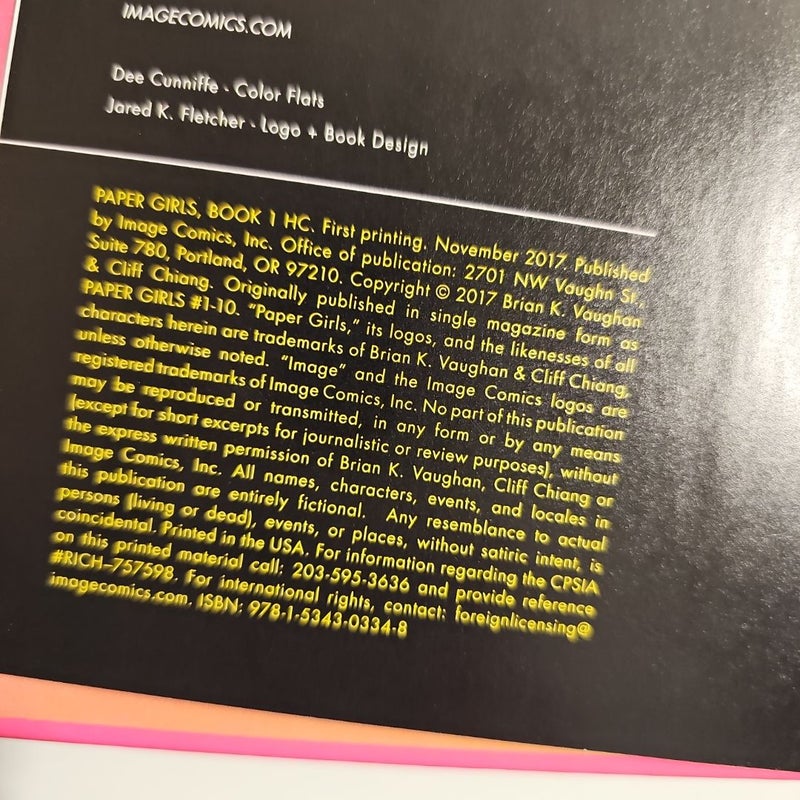 IMAGECOMICS.COM
Dee Cunniffe - Color Flats
Jared K. Fletcher - Logo + Book Design
PAPER GIRLS, BOOK 1 HC. First printing. November 2017. Published
by Image Comics, Inc. Office of publication: 2701 NW Vaughn St.,
Suite 780, Portland, OR 97210. Copyright © 2017 Brian K. Vaughan
& Cliff Chiang. Originally published in single magazine form as
PAPER GIRLS #1-10. “Paper Girls,” its logos, and the likenesses of all
characters herein are trademarks of Brian K. Vaughan & Cliff Chiang,
unless otherwise noted. “Image” and the Image Comics logos are
registered trademarks of Image Comics, Inc. No part of this publication
may be reproduced or transmitted, in any form or by any means
(except for short excerpts for journalistic or review purposes), without
the express written permission of Brian K. Vaughan, Cliff Chiang or
Image Comics, Inc. All names, characters, events, and locales in
this publication are entirely fictional. Any resemblance to actual
persons (living or dead), events, or places, without satiric intent, is
coincidental. Printed in the USA. For information regarding the CPSIA
on this printed material call: 203-595-3636 and provide reference
#RICH–757598. For international rights, contact: foreignlicensing@
imagecomics.com. ISBN: 978-1-5343-0334-8